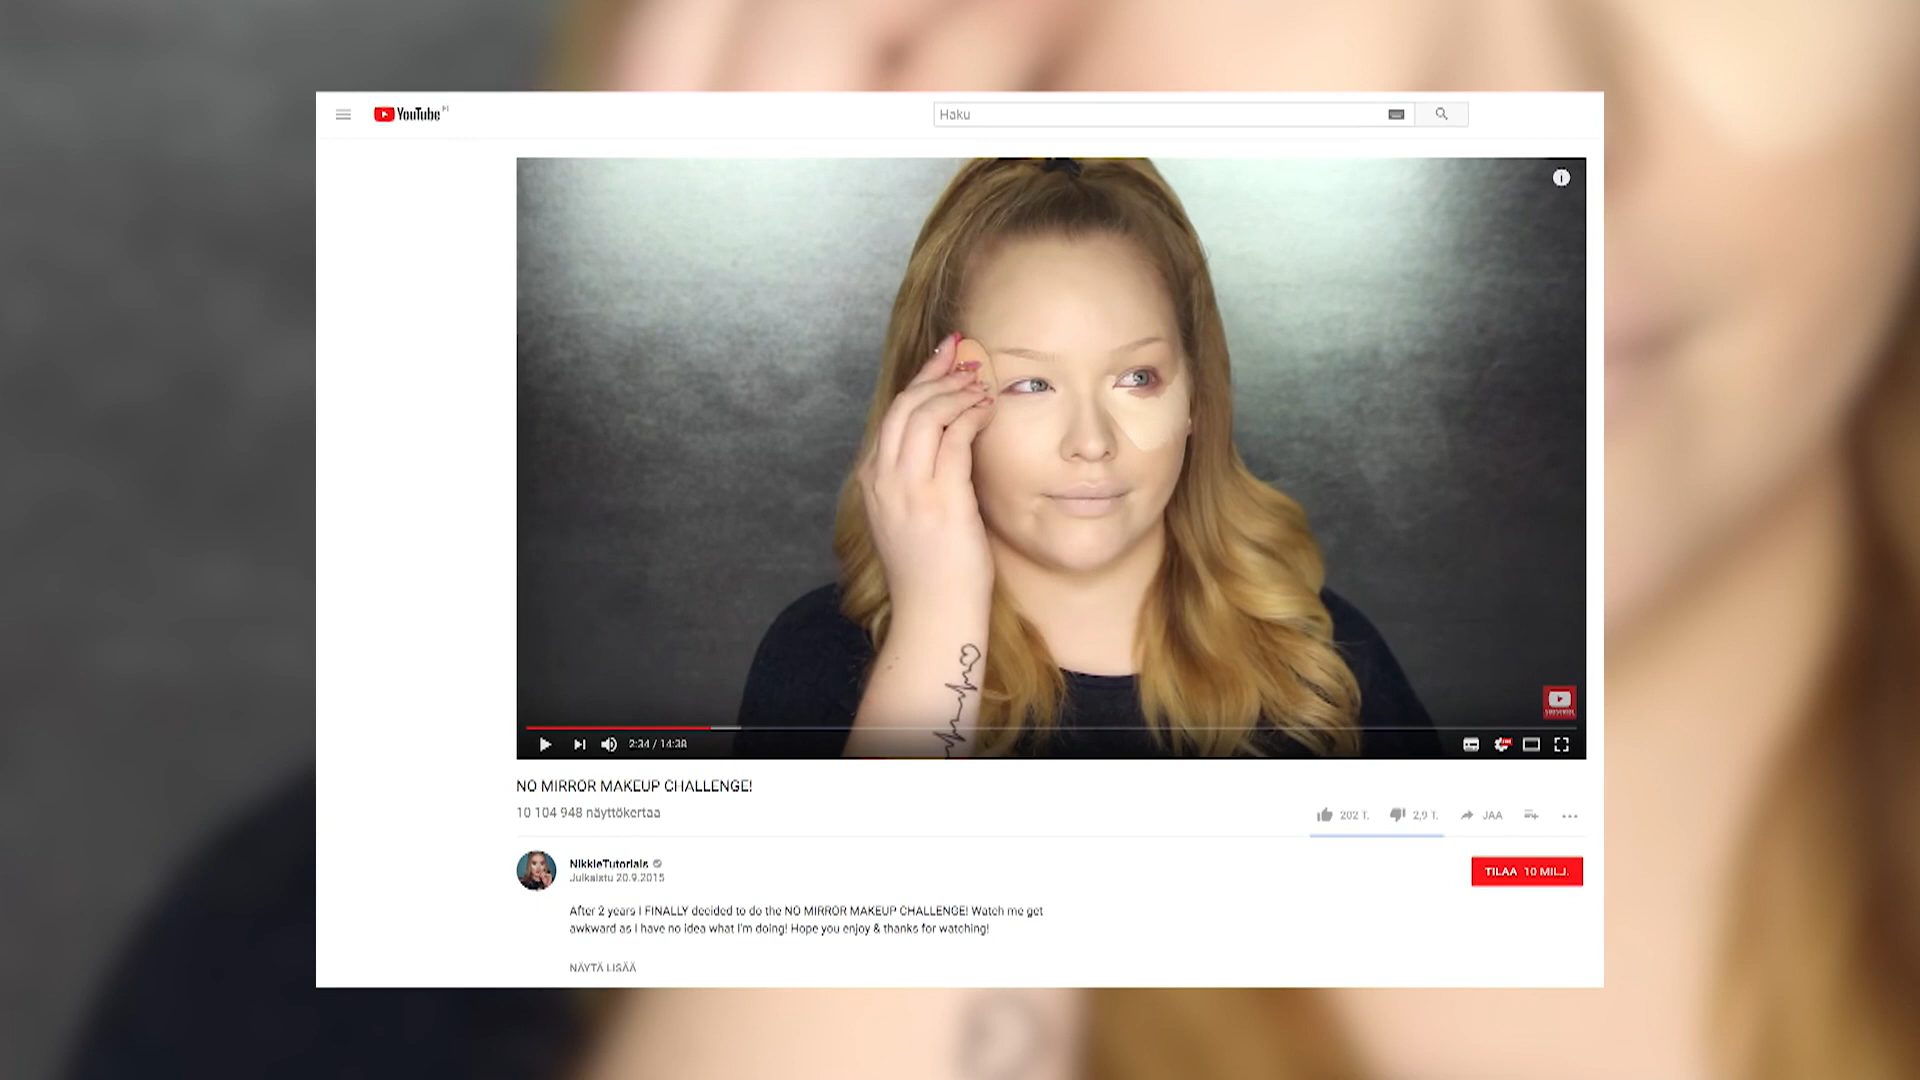 YouTube FI
Haku
2:34 / 14:38
NO MIRROR MAKEUP CHALLENGE!
10 104 948 näyttökertaa
202 T.
2,9 T.
JAA
NikkieTutorials
Julkaistu 20.9.2015
TILAA 10 MILJ.
After 2 years I FINALLY decided to do the NO MIRROR MAKEUP CHALLENGE! Watch me get
awkward as I have no idea what I'm doing! Hope you enjoy & thanks for watching!
NÄYTÄ LISÄÄ